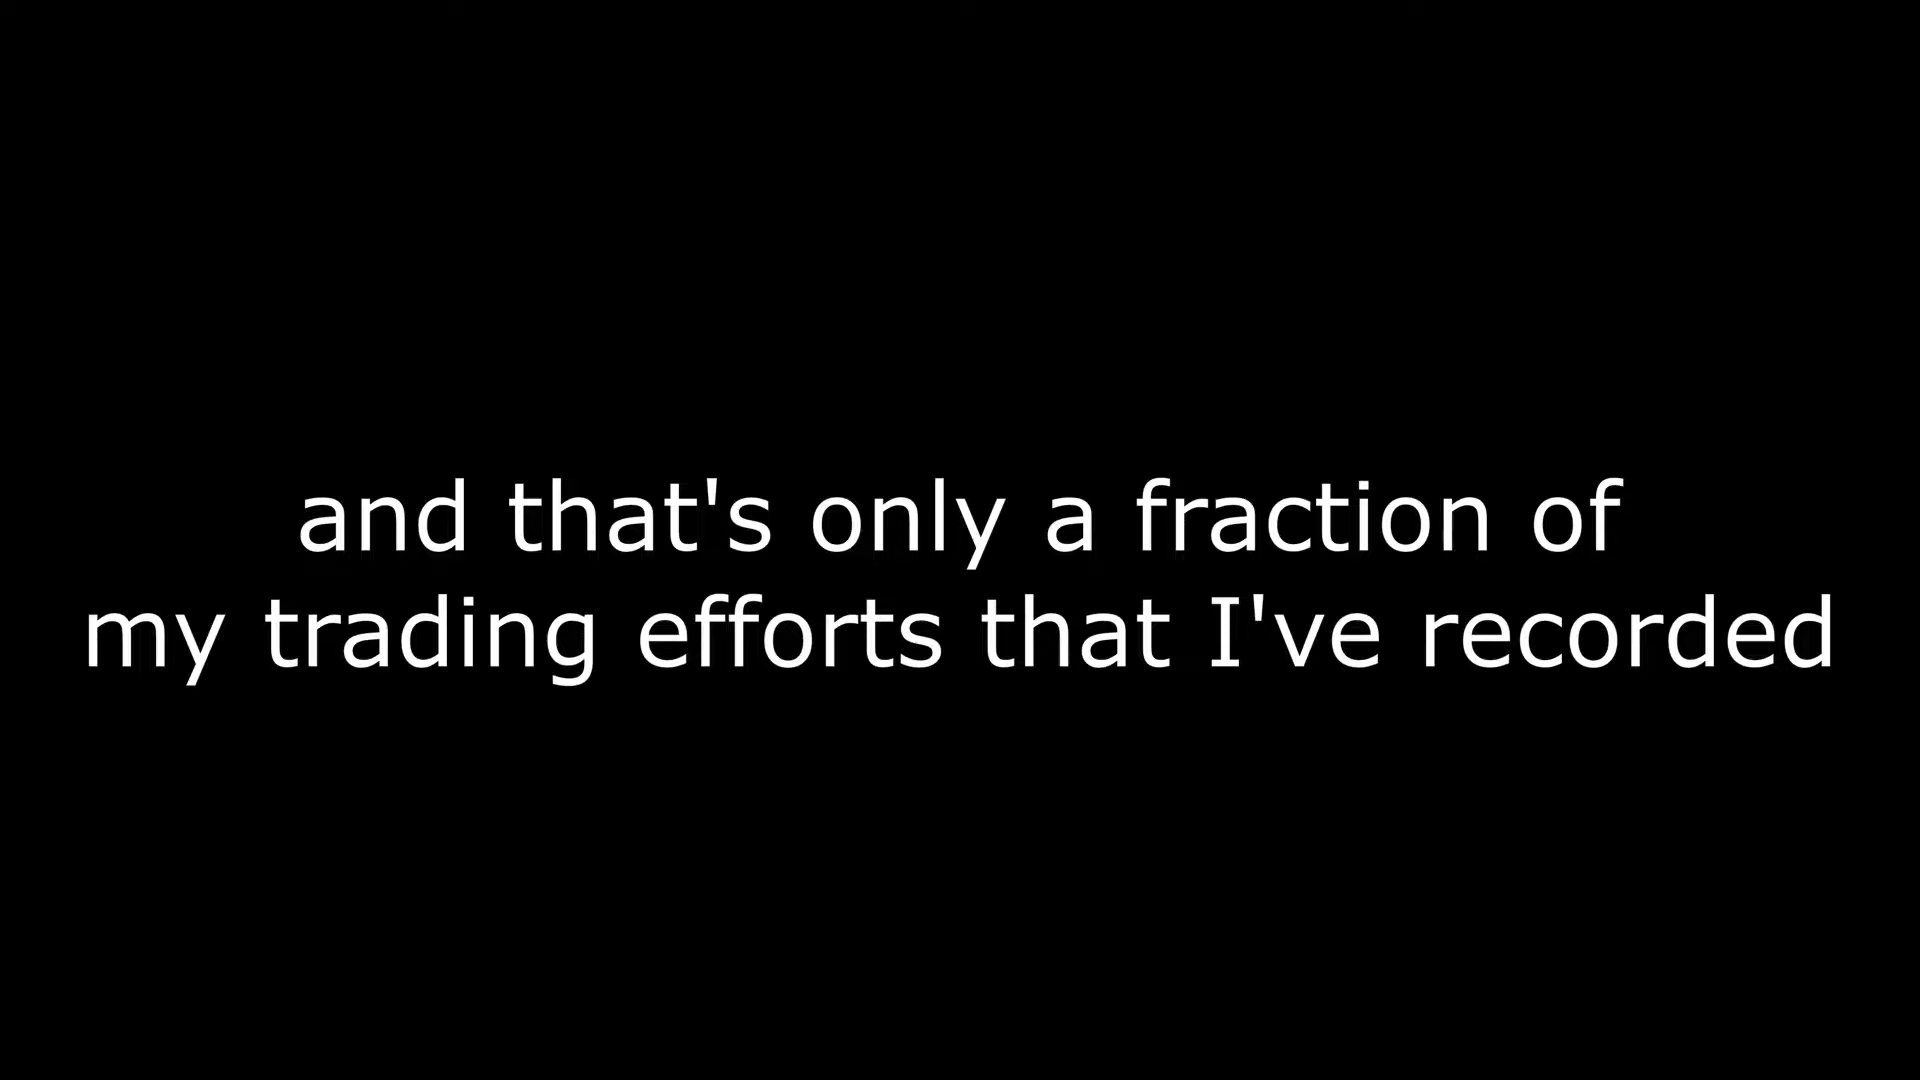 and that's only a fraction of
my trading efforts that I've recorded